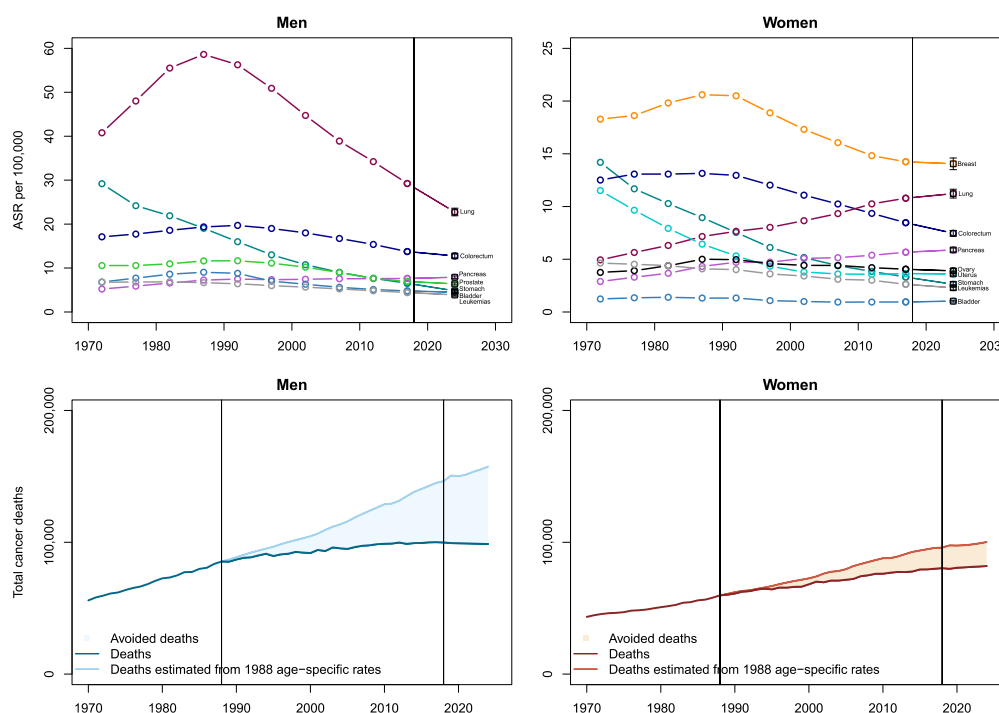 Men
Women
ASR per 100,000
60
50
40
30
20
10
0
Lung
Colorectum
Pancreas
Prostate
Stomach
Bladder
Leukemias
1970 1980 1990 2000 2010 2020 2030
25
20
15
10
5
0
Breast
Lung
Colorectum
Pancreas
Ovary
Uterus
Stomach
Leukemias
Bladder
1970 1980 1990 2000 2010 2020 203
Men
Women
Total cancer deaths
200,000
100,000
0
Avoided deaths
Deaths
Deaths estimated from 1988 age−specific rates
1970 1980 1990 2000 2010 2020
200,000
100,000
0
Avoided deaths
Deaths
Deaths estimated from 1988 age−specific rates
1970 1980 1990 2000 2010 2020